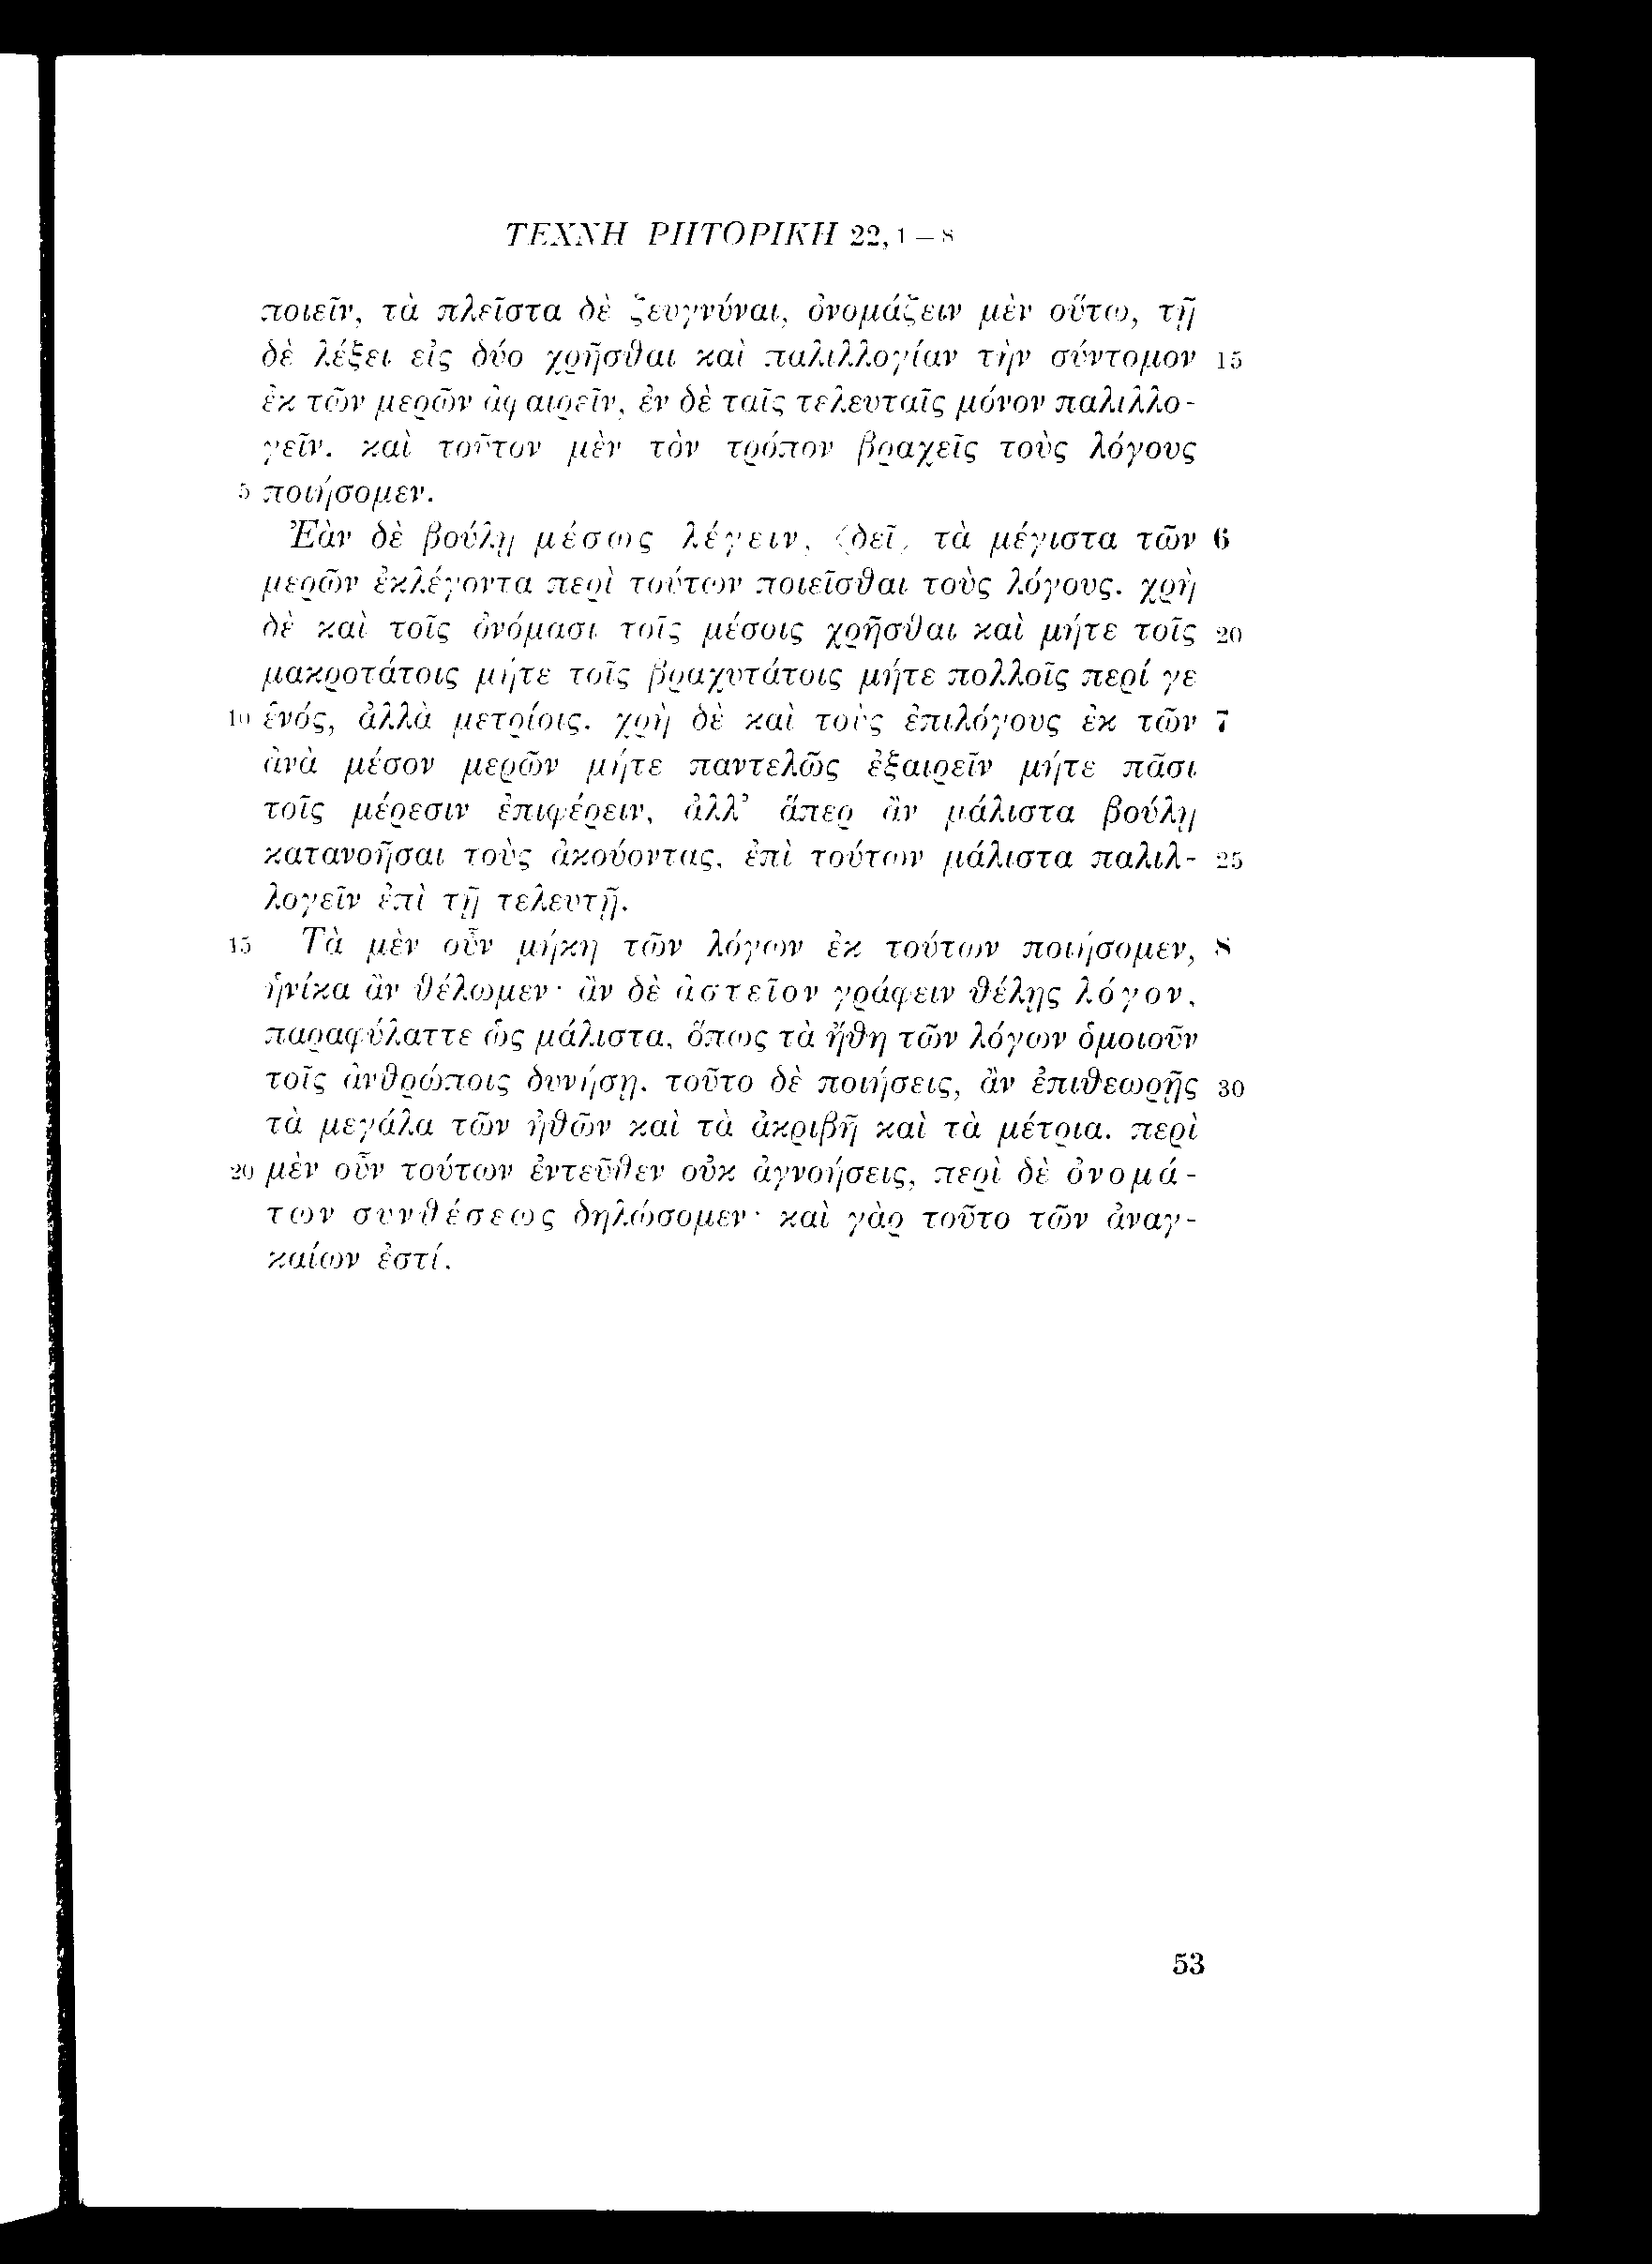 ΤΕΧΝΗ ΡΗΤΟΡΙΚΗ 22,1 – 8
ποιεῖν, τὰ πλεῖστα δὲ ζευγνύναι, ὀνομάζειν μὲν οὕτω, τῇ
δὲ λέξει εἰς δύο χρῆσθαι καὶ παλιλλογίαν τὴν σύντομον 15
ἐκ τῶν μερῶν ἀφαιρεῖν, ἐν δὲ ταῖς τελευταῖς μόνον παλιλλο-
γεῖν. καὶ τοῦτον μὲν τὸν τρόπον βραχεῖς τοὺς λόγους
5 ποιήσομεν.
Ἐὰν δὲ βούλῃ μέσως λέγειν, ⟨δεῖ⟩ τὰ μέγιστα τῶν 6
μερῶν ἐκλέγοντα περὶ τούτων ποιεῖσθαι τοὺς λόγους. χρὴ
δὲ καὶ τοῖς ὀνόμασι τοῖς μέσοις χρῆσθαι καὶ μήτε τοῖς 20
μακροτάτοις μήτε τοῖς βραχυτάτοις μήτε πολλοῖς περί γε
10 ἑνός, ἀλλὰ μετρίοις. χρὴ δὲ καὶ τοὺς ἐπιλόγους ἐκ τῶν 7
ἀνὰ μέσον μερῶν μήτε παντελῶς ἐξαιρεῖν μήτε πᾶσι
τοῖς μέρεσιν ἐπιφέρειν, ἀλλ’ ἅπερ ἂν μάλιστα βούλῃ
κατανοῆσαι τοὺς ἀκούοντας, ἐπὶ τούτων μάλιστα παλιλ- 25
λογεῖν ἐπὶ τῇ τελευτῇ.
15 Τὰ μὲν οὖν μήκη τῶν λόγων ἐκ τούτων ποιήσομεν, 8
ἡνίκα ἂν θέλωμεν· ἂν δὲ ἀστεῖον γράφειν θέλῃς λόγον,
παραφύλαττε ὡς μάλιστα, ὅπως τὰ ἤθη τῶν λόγων ὁμοιοῦν
τοῖς ἀνθρώποις δυνήσῃ. τοῦτο δὲ ποιήσεις, ἂν ἐπιθεωρῇς 30
τὰ μεγάλα τῶν ἠθῶν καὶ τὰ ἀκριβῆ καὶ τὰ μέτρια. περὶ
20 μὲν οὖν τούτων ἐντεῦθεν οὐκ ἀγνοήσεις, περὶ δὲ ὀνομά-
των συνθέσεως δηλώσομεν· καὶ γὰρ τοῦτο τῶν ἀναγ-
καίων ἐστί.
53